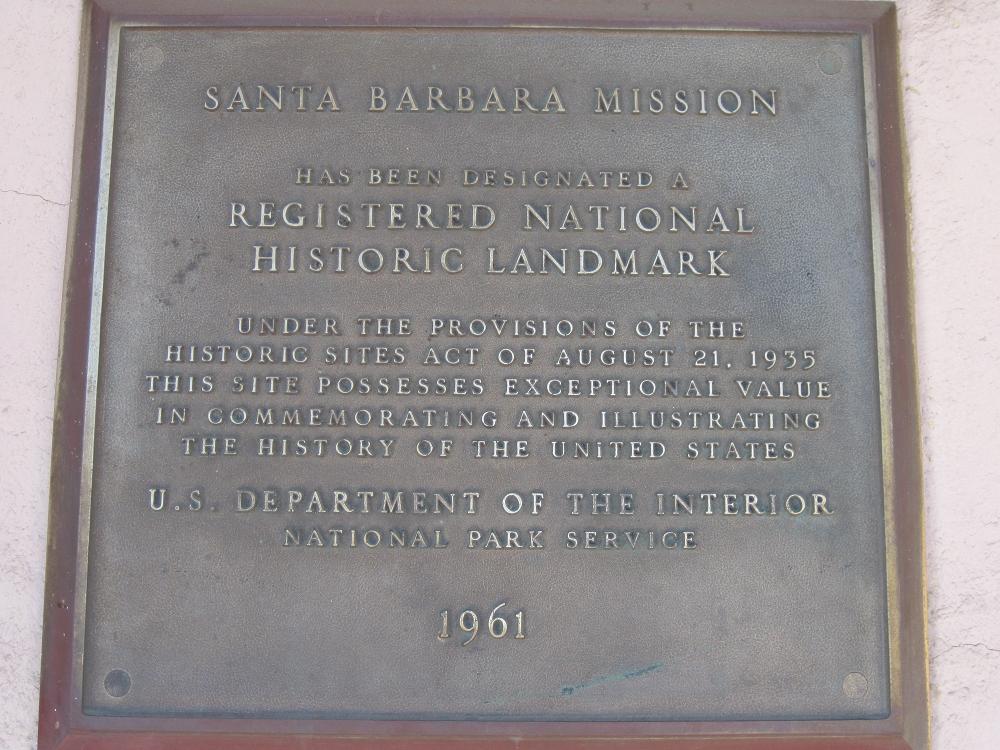 SANTA BARBARA MISSION
HAS BEEN DESIGNATED A
REGISTERED NATIONAL
HISTORIC LANDMARK
UNDER THE PROVISIONS OF THE
HISTORIC SITES ACT OF AUGUST 21, 1935
THIS SITE POSSESSES EXCEPTIONAL VALUE
IN COMMEMORATING AND ILLUSTRATING
THE HISTORY OF THE UNiTED STATES
U.S. DEPARTMENT OF THE INTERIOR
NATIONAL PARK SERVICE
1961